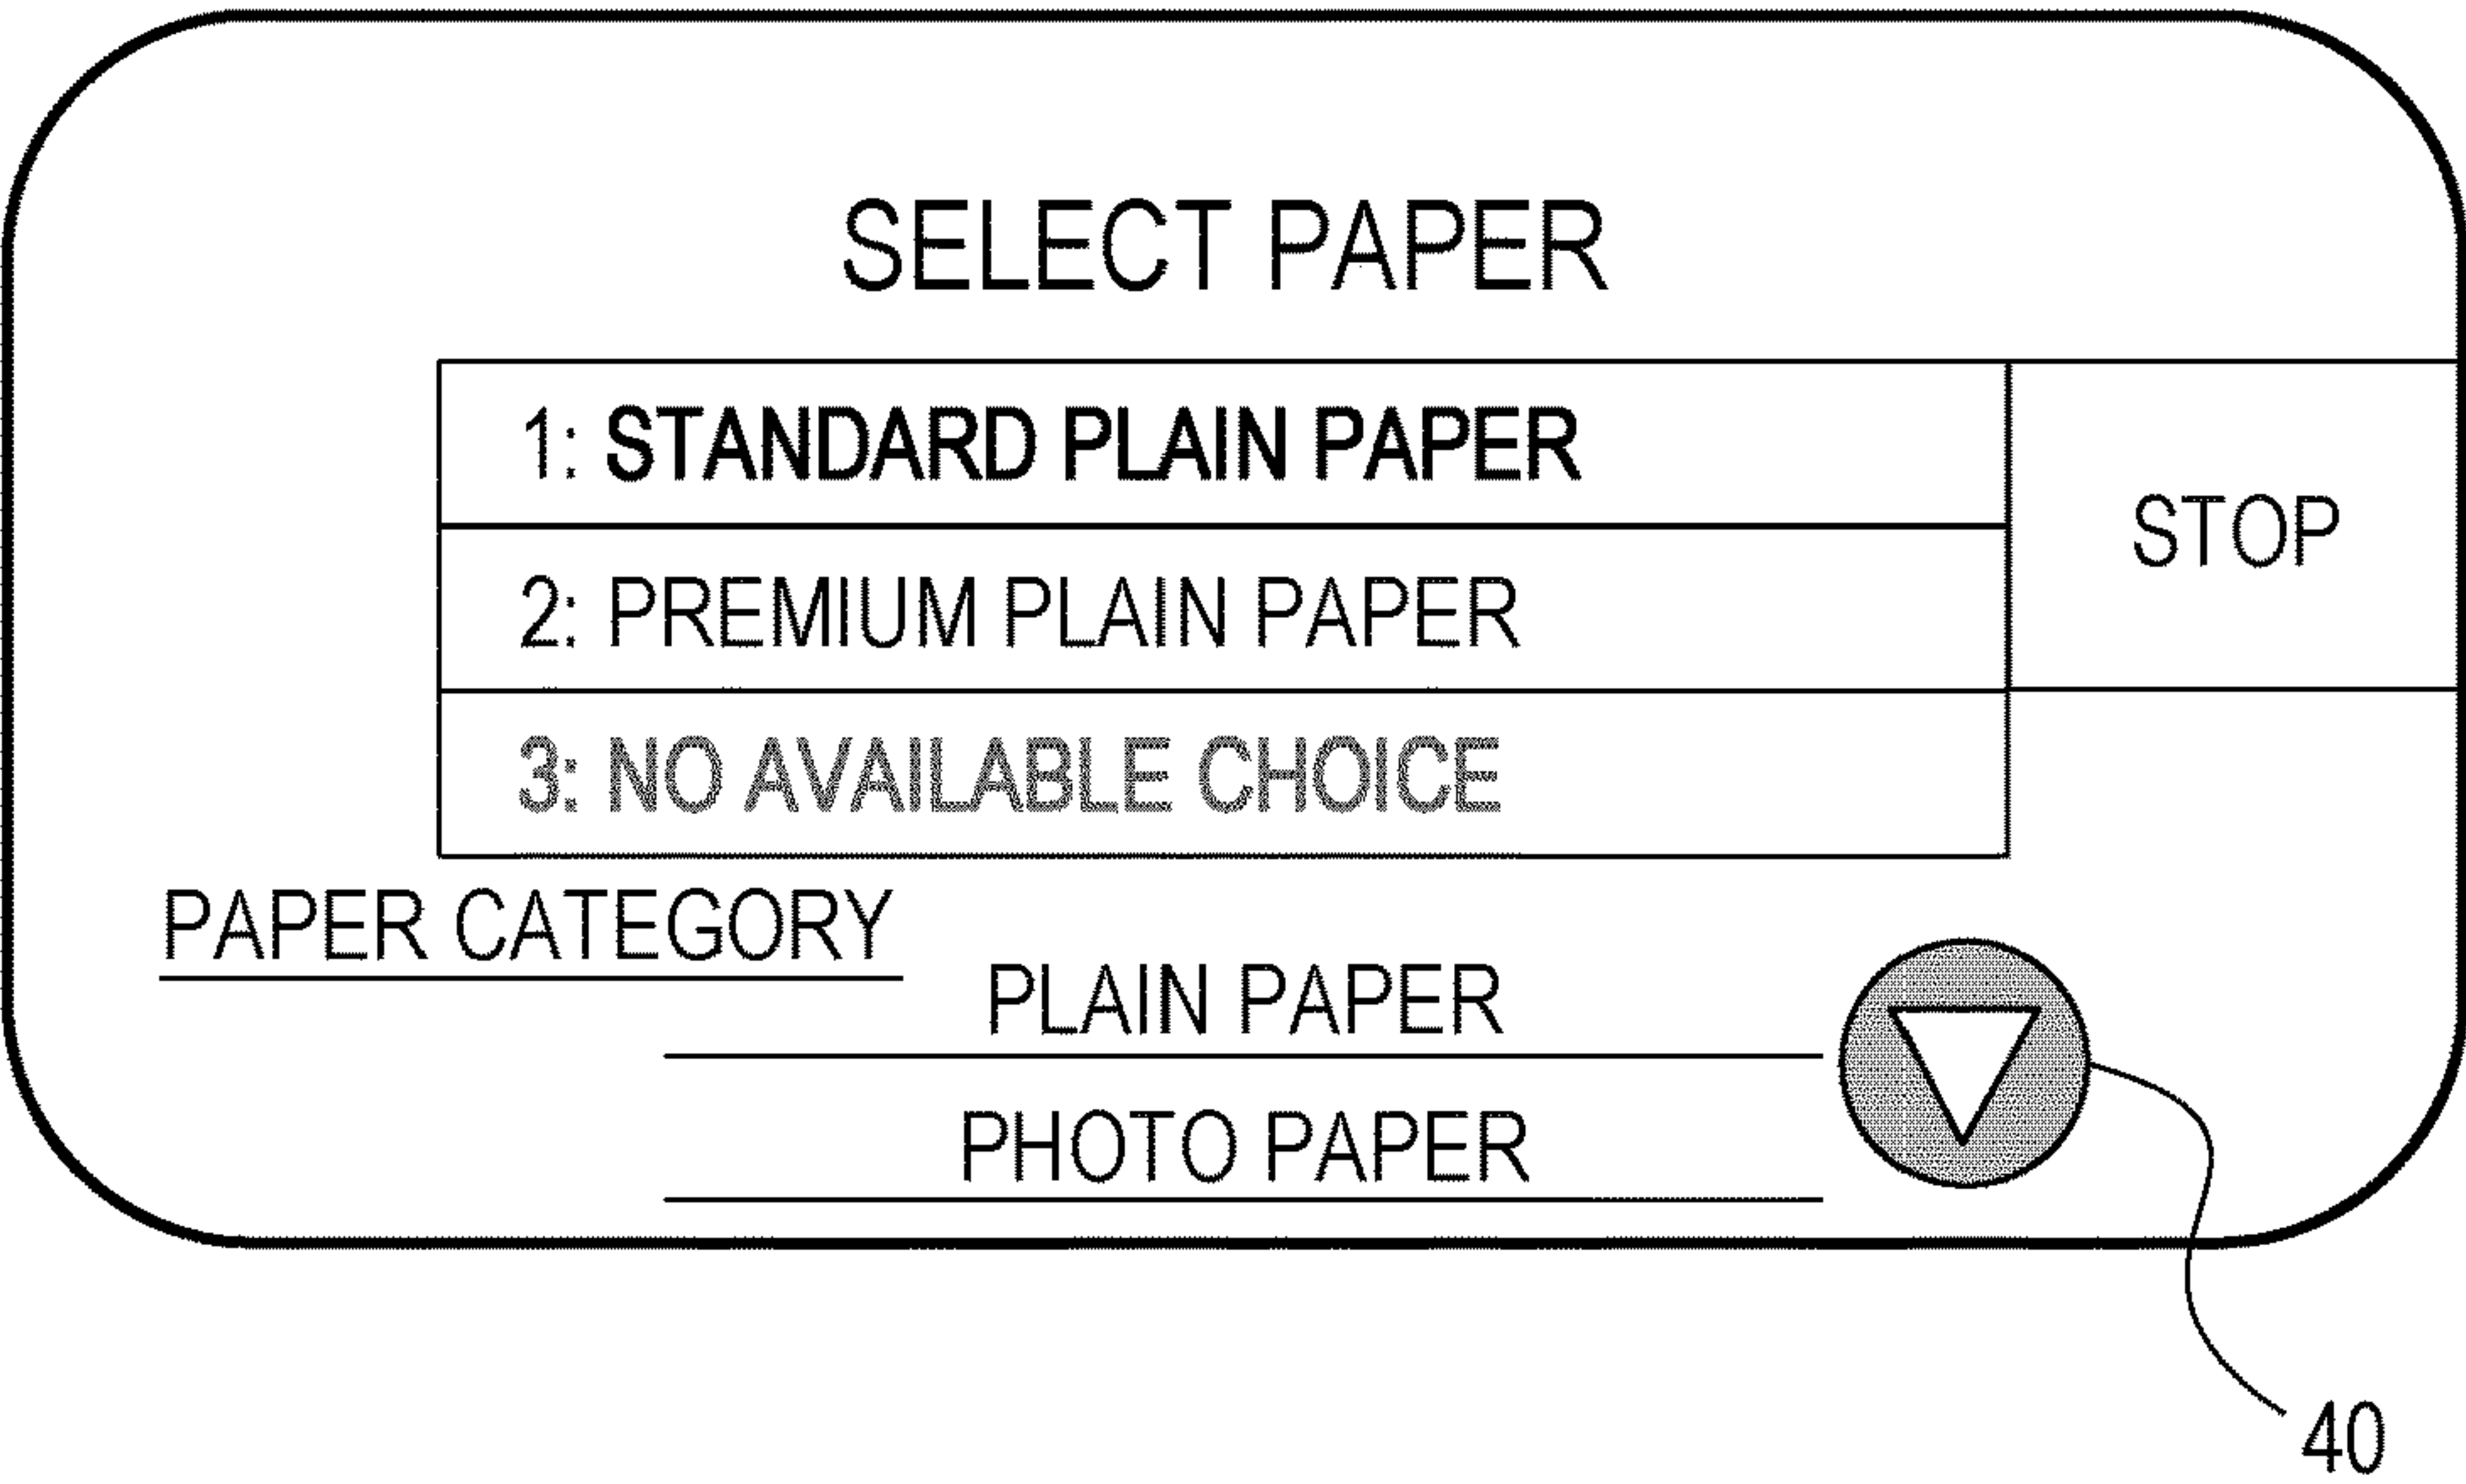 SELECT PAPER
1: STANDARD PLAIN PAPER
STOP
2: PREMIUM PLAIN PAPER
3: NO AVAILABLE CHOICE
PAPER CATEGORY
PLAIN PAPER
PHOTO PAPER
40